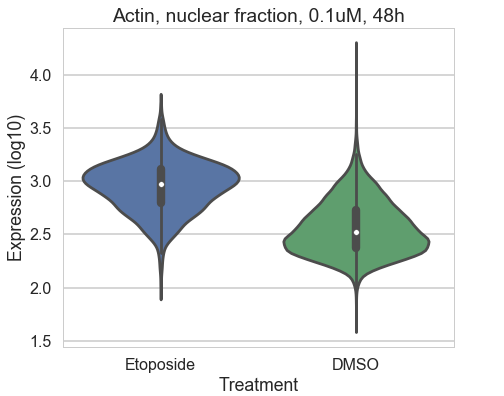 Actin, nuclear fraction, 0.1uM, 48h
Expression (log10)
4.0
3.5
3.0
2.5
2.0
1.5
Etoposide DMSO
Treatment